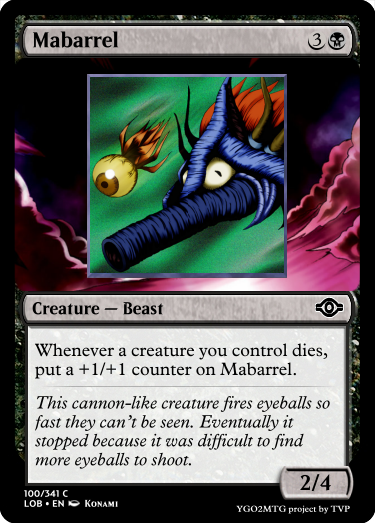 Mabarrel 3
Creature — Beast
Whenever a creature you control dies,
put a +1/+1 counter on Mabarrel.
This cannon-like creature fires eyeballs so
fast they can't be seen. Eventually it
stopped because it was difficult to find
more eyeballs to shoot.
2/4
100/341 C
LOB • EN KONAMI
YGO2MTG project by TVP